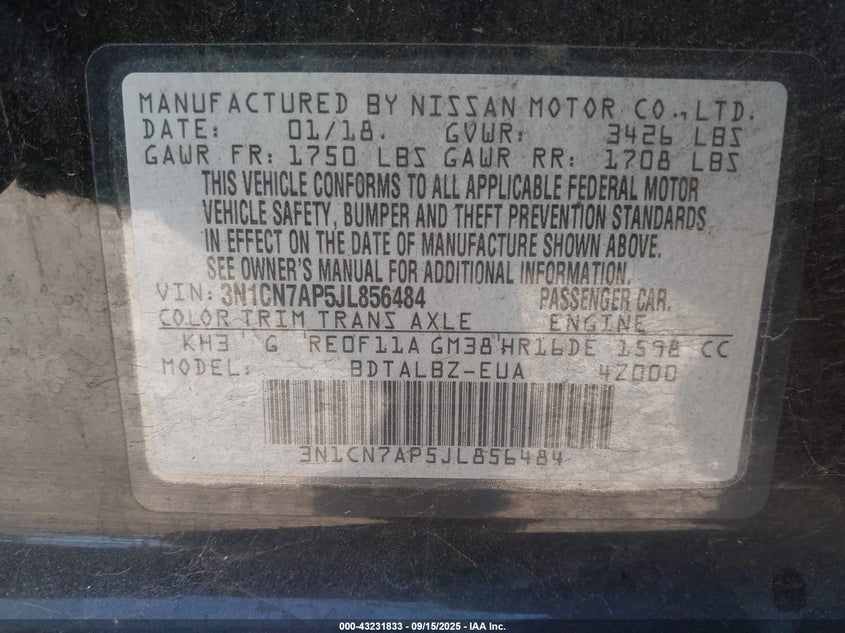 MANUFACTURED BY NISSAN MOTOR CO., LTD.
DATE: 01/18. GVWR: 3426 LBS
GAWR FR: 1750 LBS GAWR RR: 1708 LBS
THIS VEHICLE CONFORMS TO ALL APPLICABLE FEDERAL MOTOR
VEHICLE SAFETY, BUMPER AND THEFT PREVENTION STANDARDS
IN EFFECT ON THE DATE OF MANUFACTURE SHOWN ABOVE.
SEE OWNER'S MANUAL FOR ADDITIONAL INFORMATION.
VIN: 3N1CN7AP5JL856484 PASSENGER CAR.
COLOR TRIM TRANS AXLE ENGINE
KH3 G RE0F11A GM38 HR16DE 1598 CC
MODEL: BDTALBZ-EUA 4Z000
3N1CN7AP5JL856484
000-43231833 - 09/15/2025 - IAA Inc.